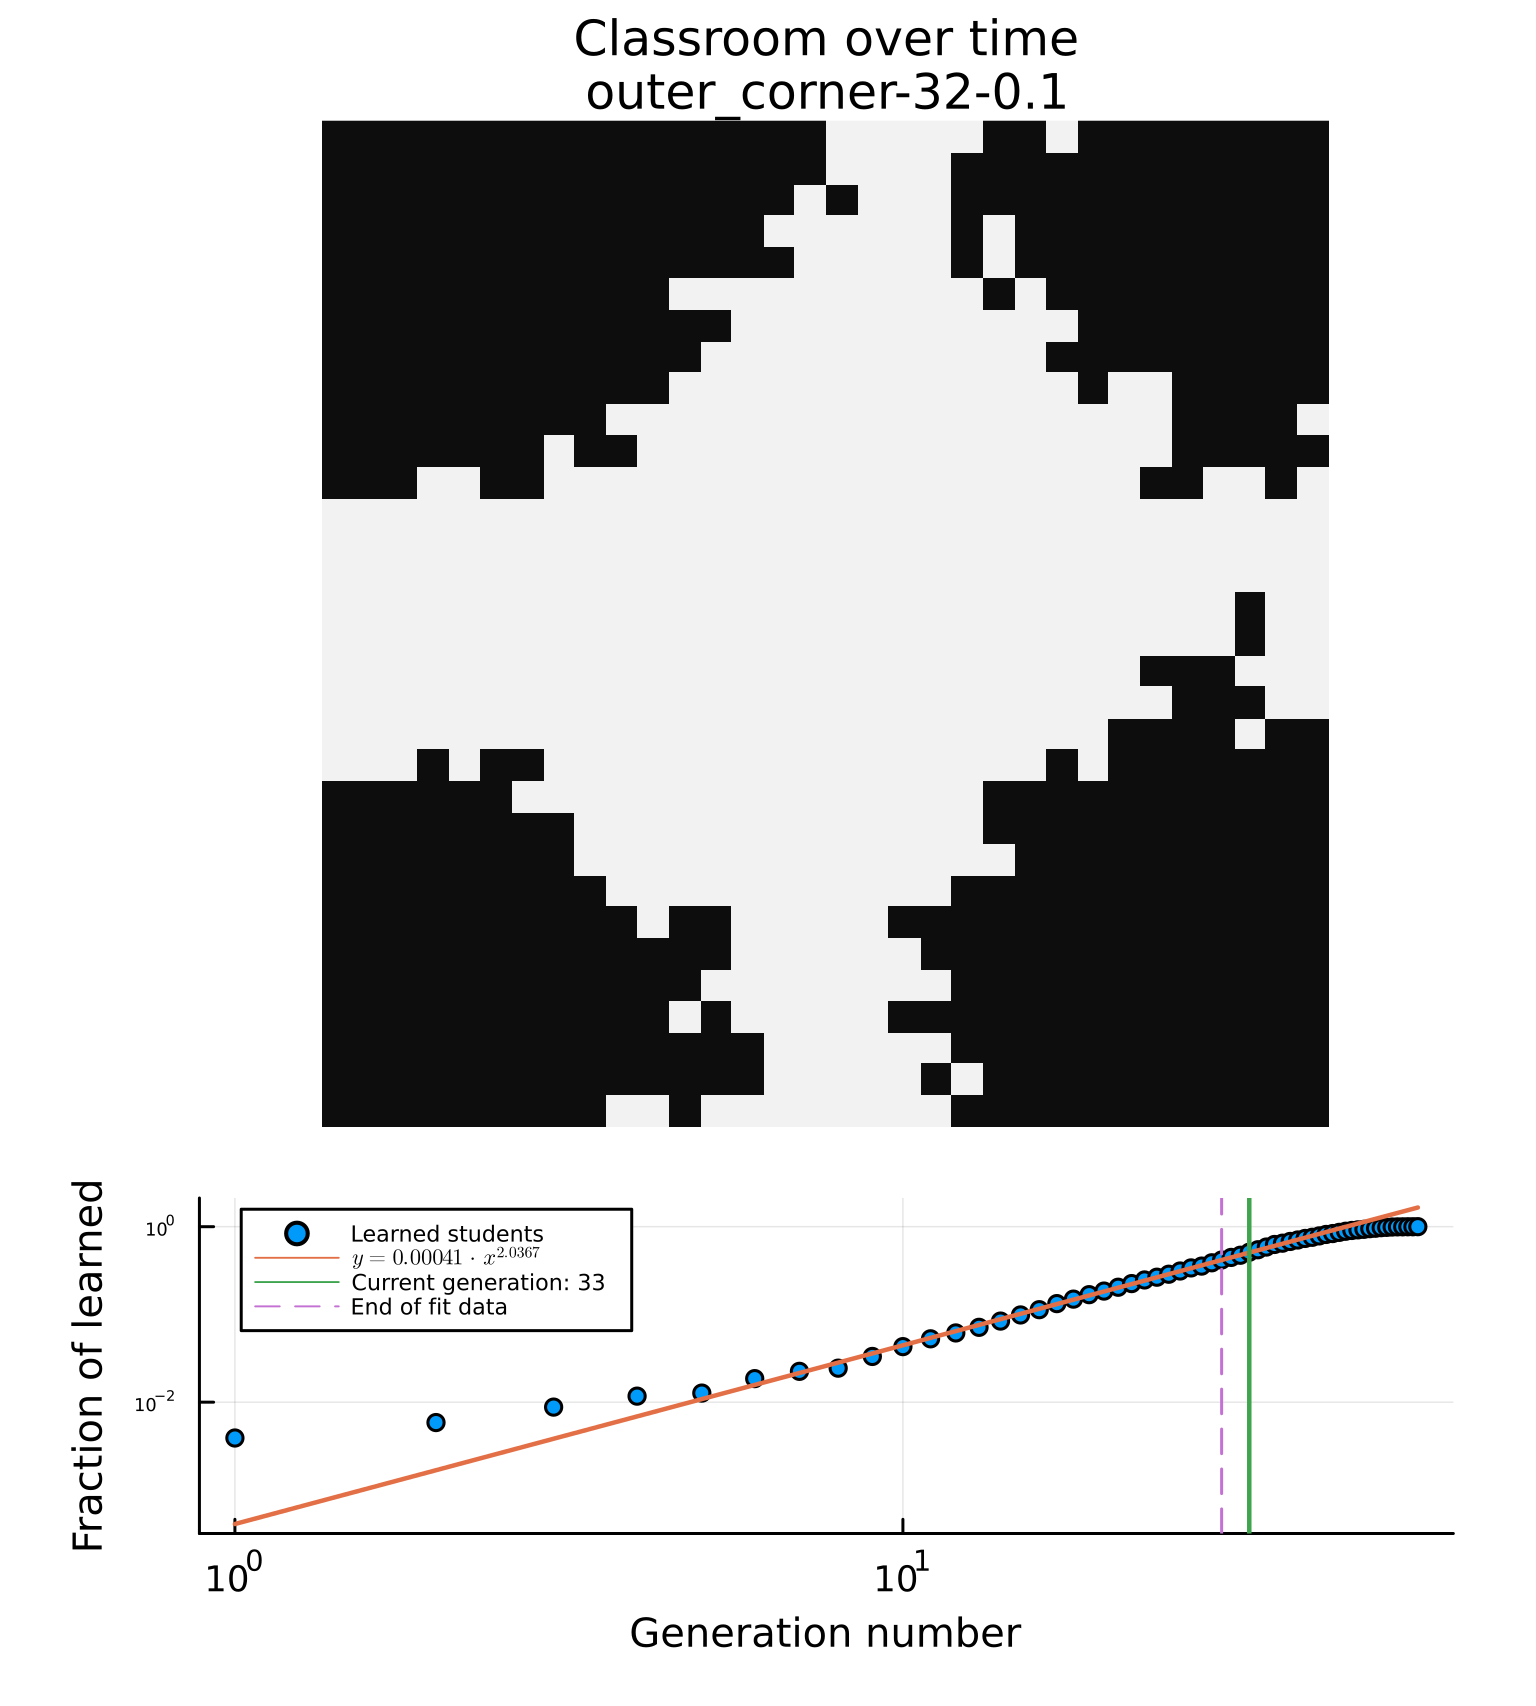 Classroom over time
outer_corner-32-0.1
Fraction of learned
10^0
10^−2
Learned students
y = 0.00041 · x^2.0367
Current generation: 33
End of fit data
10^0
10^1
Generation number